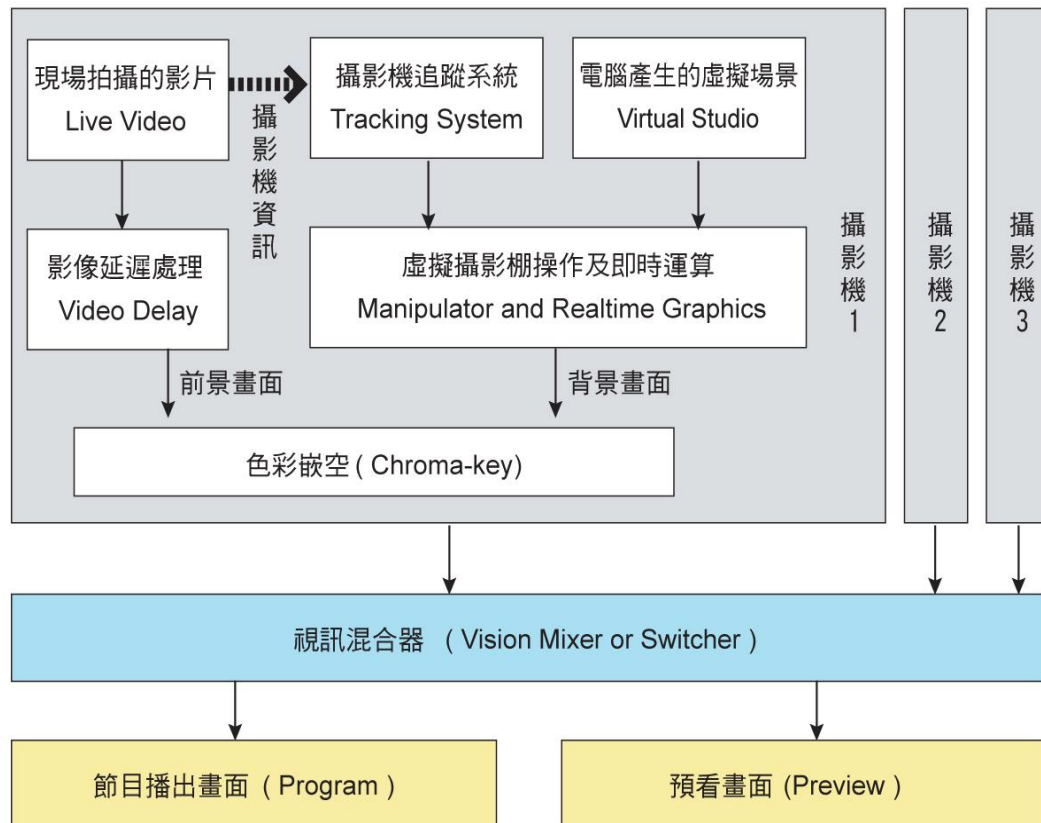 現場拍攝的影片
Live Video
攝影機資訊
攝影機追蹤系統
Tracking System
電腦產生的虛擬場景
Virtual Studio
影像延遲處理
Video Delay
虛擬攝影棚操作及即時運算
Manipulator and Realtime Graphics
前景畫面
背景畫面
色彩嵌空 ( Chroma-key)
攝影機1
攝影機2
攝影機3
視訊混合器 ( Vision Mixer or Switcher )
節目播出畫面 ( Program )
預看畫面 (Preview )